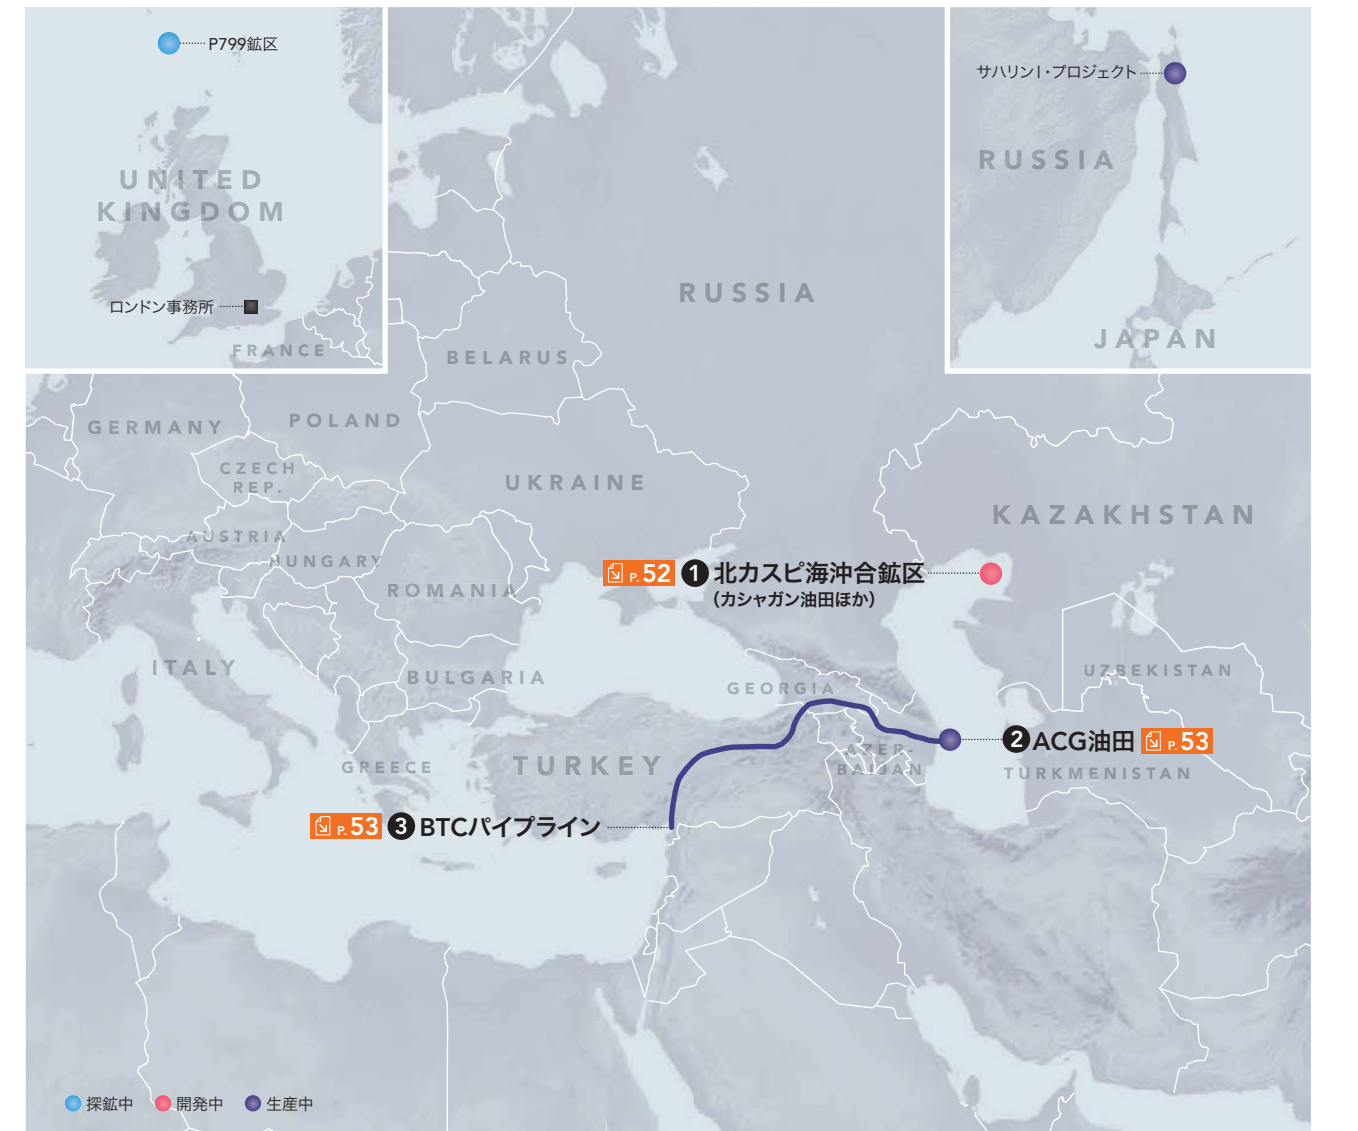 P799鉱区
UNITED
KINGDOM
ロンドン事務所
FRANCE
サハリンⅠ・プロジェクト
RUSSIA
JAPAN
RUSSIA
BELARUS
GERMANY
POLAND
CZECH
REP.
UKRAINE
KAZAKHSTAN
AUSTRIA
HUNGARY
ROMANIA
P.52 1 北カスピ海沖合鉱区
(カシャガン油田ほか)
ITALY
BULGARIA
GEORGIA
UZBEKISTAN
2 ACG油田 P.53
AZER-
BAIJAN
TURKMENISTAN
GREECE
TURKEY
P.53 3 BTCパイプライン
探鉱中 開発中 生産中